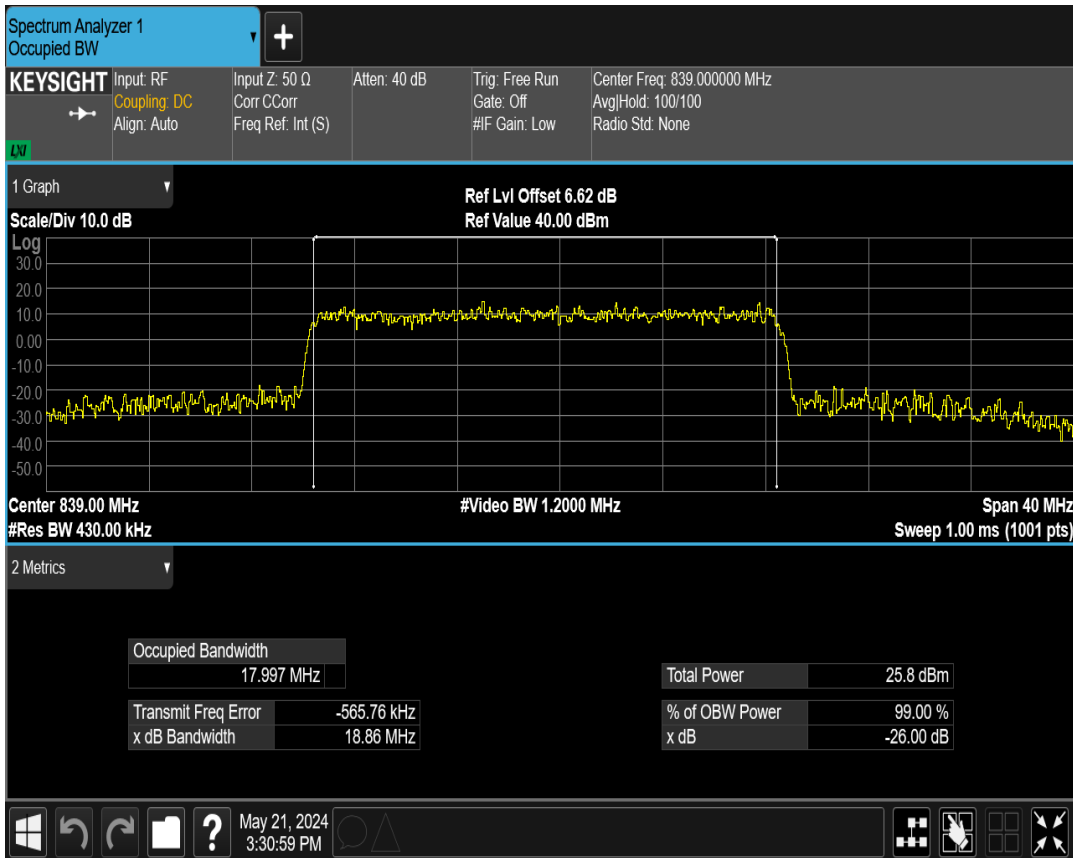 Spectrum Analyzer 1
Occupied BW
KEYSIGHT
LXI
Input: RF
Coupling: DC
Align: Auto
Input Z: 50 Ω
Corr CCorr
Freq Ref: Int (S)
Atten: 40 dB
Trig: Free Run
Gate: Off
#IF Gain: Low
Center Freq: 839.000000 MHz
Avg|Hold: 100/100
Radio Std: None
1 Graph
Scale/Div 10.0 dB
Ref Lvl Offset 6.62 dB
Ref Value 40.00 dBm
Log
30.0
20.0
10.0
0.00
-10.0
-20.0
-30.0
-40.0
-50.0
Center 839.00 MHz
#Video BW 1.2000 MHz
Span 40 MHz
#Res BW 430.00 kHz
Sweep 1.00 ms (1001 pts)
2 Metrics
Occupied Bandwidth
17.997 MHz
Total Power 25.8 dBm
Transmit Freq Error -565.76 kHz
% of OBW Power 99.00 %
x dB Bandwidth 18.86 MHz
x dB -26.00 dB
?
May 21, 2024
3:30:59 PM